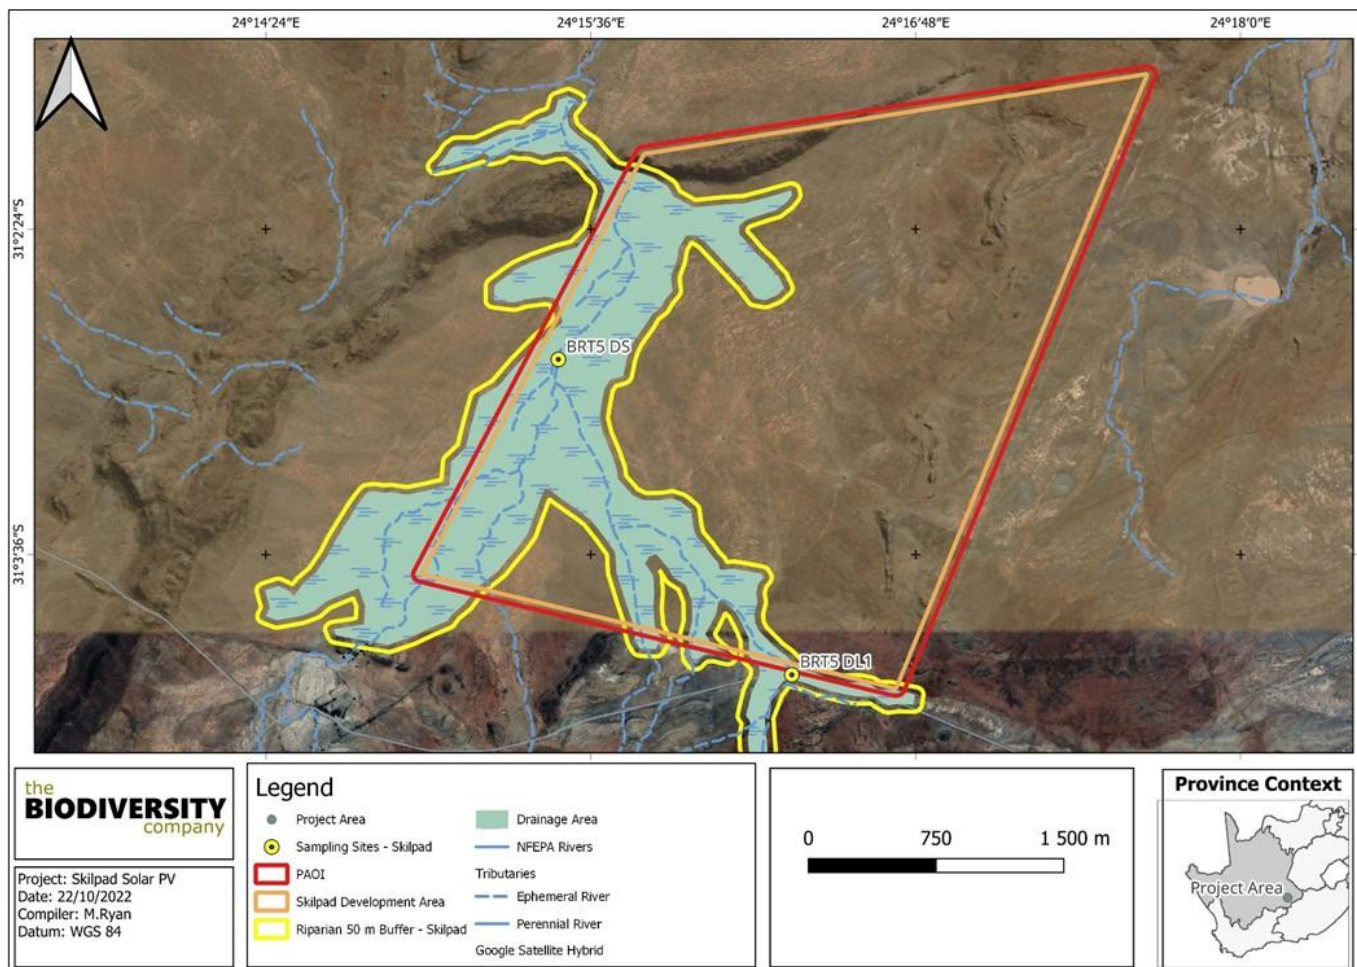 24°14′24″E 24°15′36″E 24°16′48″E 24°18′0″E
31°2′24″S
BRT5 DS
31°3′36″S
BRT5 DL1
the
BIODIVERSITY
company
Project: Skilpad Solar PV
Date: 22/10/2022
Compiler: M.Ryan
Datum: WGS 84
Legend
Project Area
Sampling Sites - Skilpad
PAOI
Skilpad Development Area
Riparian 50 m Buffer - Skilpad
Drainage Area
NFEPA Rivers
Tributaries
Ephemeral River
Perennial River
Google Satellite Hybrid
0 750 1 500 m
Province Context
Project Area